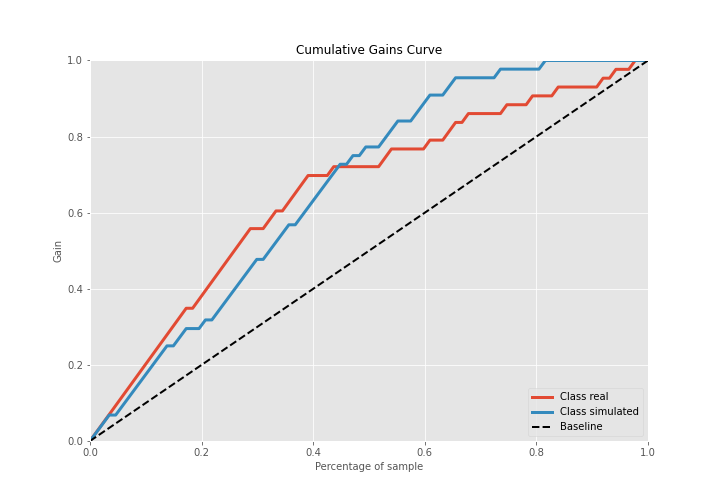 Cumulative Gains Curve
1.0
0.8
0.6
0.4
0.2
0.0
Gain
0.0 0.2 0.4 0.6 0.8 1.0
Percentage of sample
Class real
Class simulated
Baseline